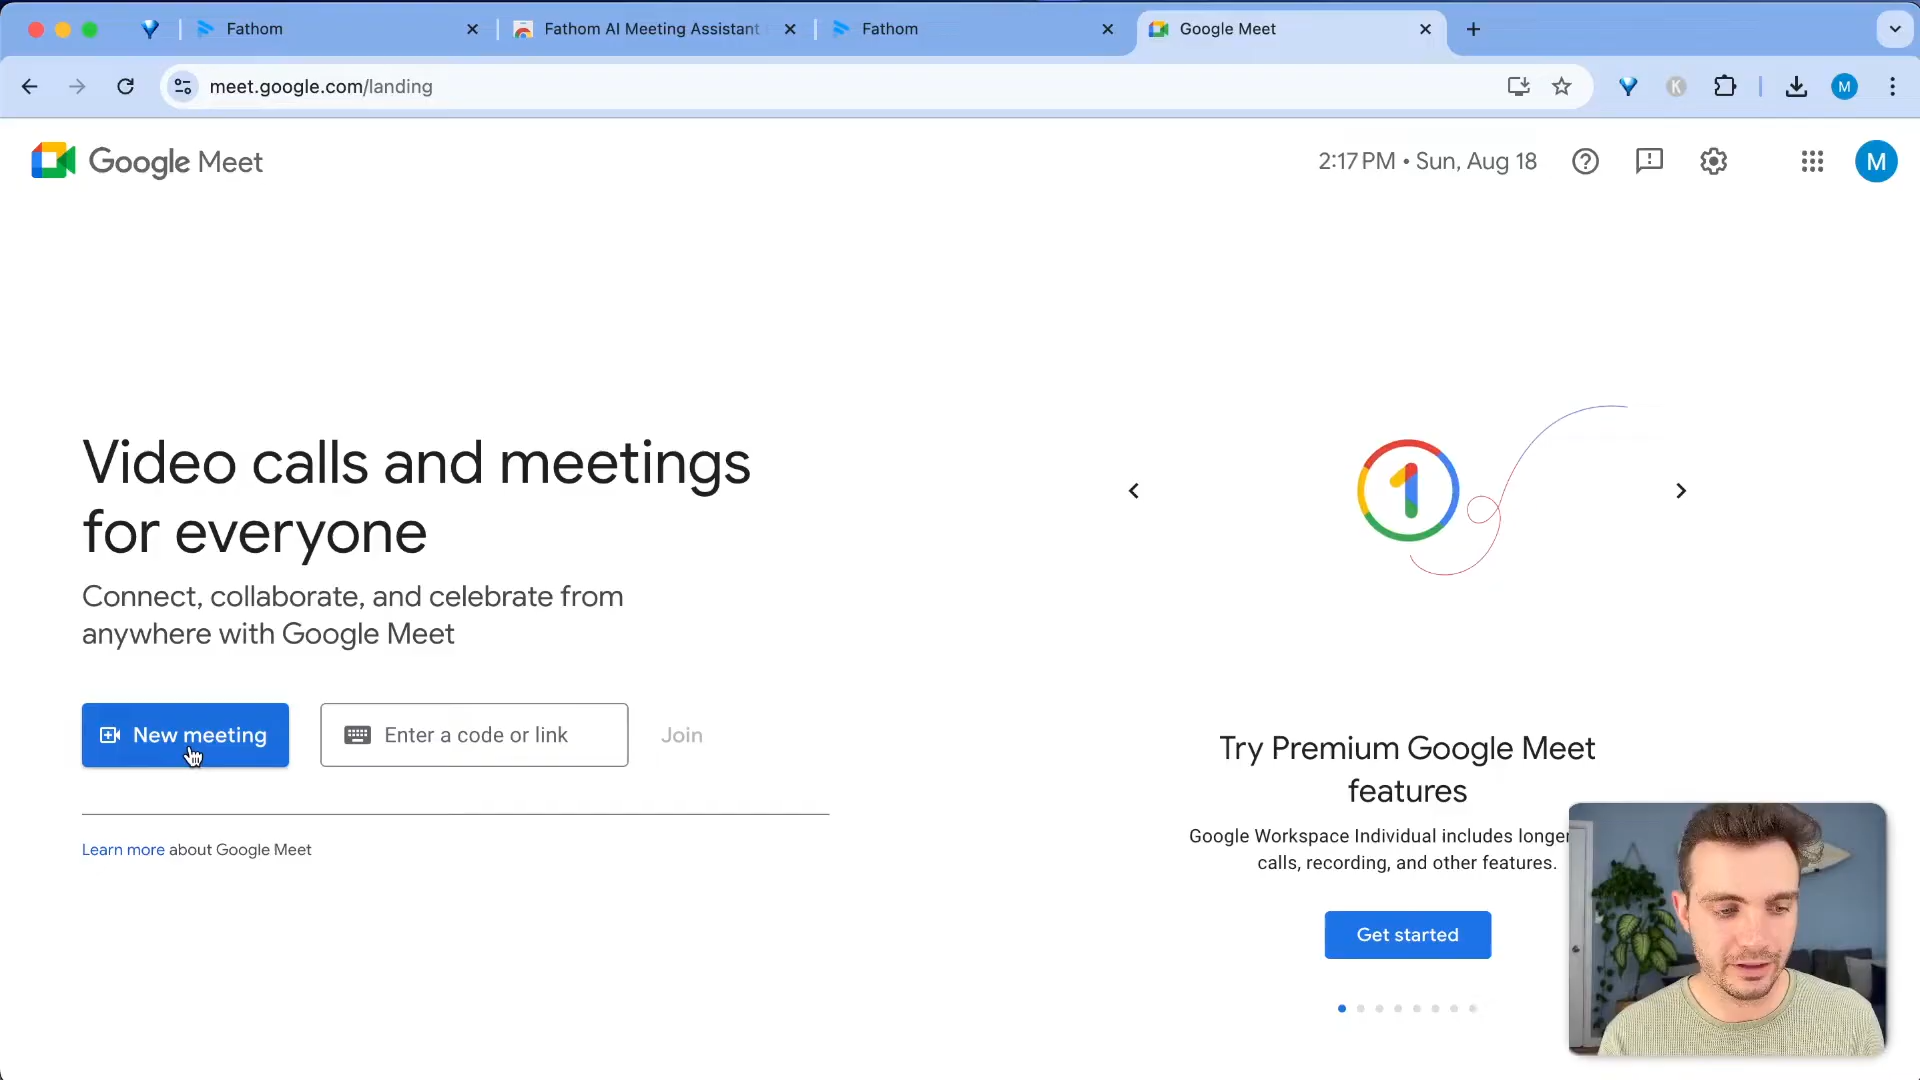 Fathom
Fathom AI Meeting Assistant
Fathom
Google Meet
meet.google.com/landing
K
M
Google Meet
2:17 PM • Sun, Aug 18
M
Video calls and meetings
for everyone
Connect, collaborate, and celebrate from
anywhere with Google Meet
New meeting
Enter a code or link
Join
Learn more about Google Meet
1
Try Premium Google Meet
features
Google Workspace Individual includes longer
calls, recording, and other features.
Get started